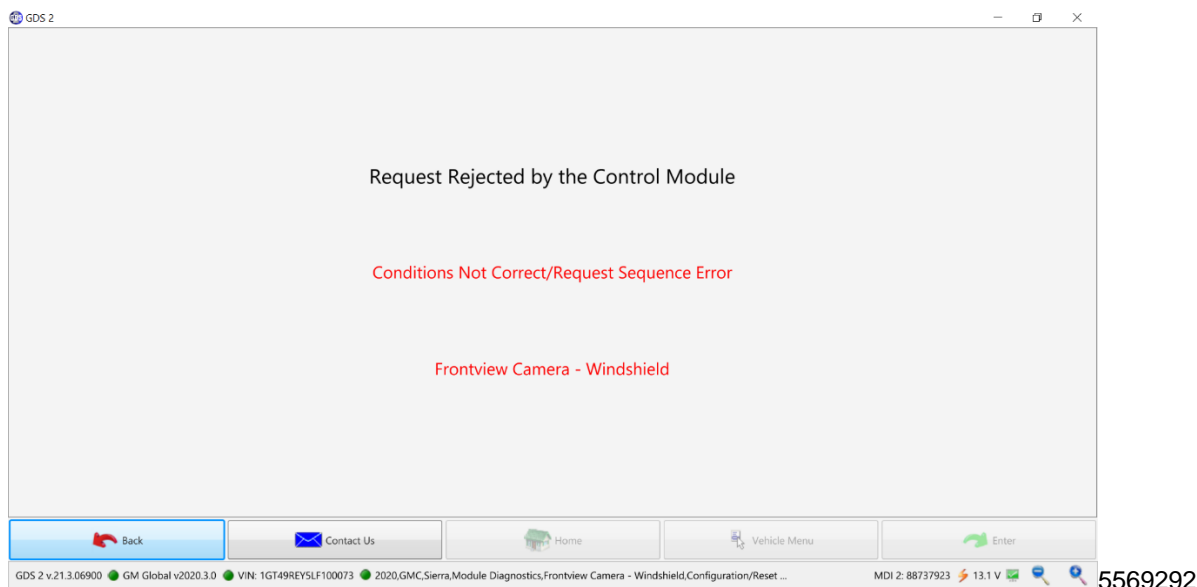 GDS 2
Request Rejected by the Control Module
Conditions Not Correct/Request Sequence Error
Frontview Camera - Windshield
Back Contact Us Home Vehicle Menu Enter
GDS 2 v.21.3.06900 GM Global v2020.3.0 VIN: 1GT49REY5LF100073 2020,GMC,Sierra,Module Diagnostics,Frontview Camera - Windshield,Configuration/Reset ... MDI 2: 88737923 13.1 V 5569292